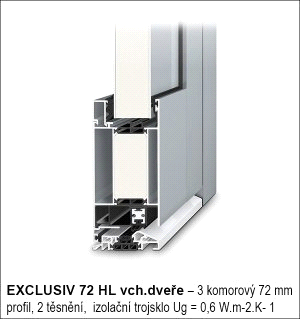 EXCLUSIV 72 HL vch.dveře – 3 komorový 72 mm
profil, 2 těsnění,  izolační trojsklo Ug = 0,6 W.m-2.K- 1